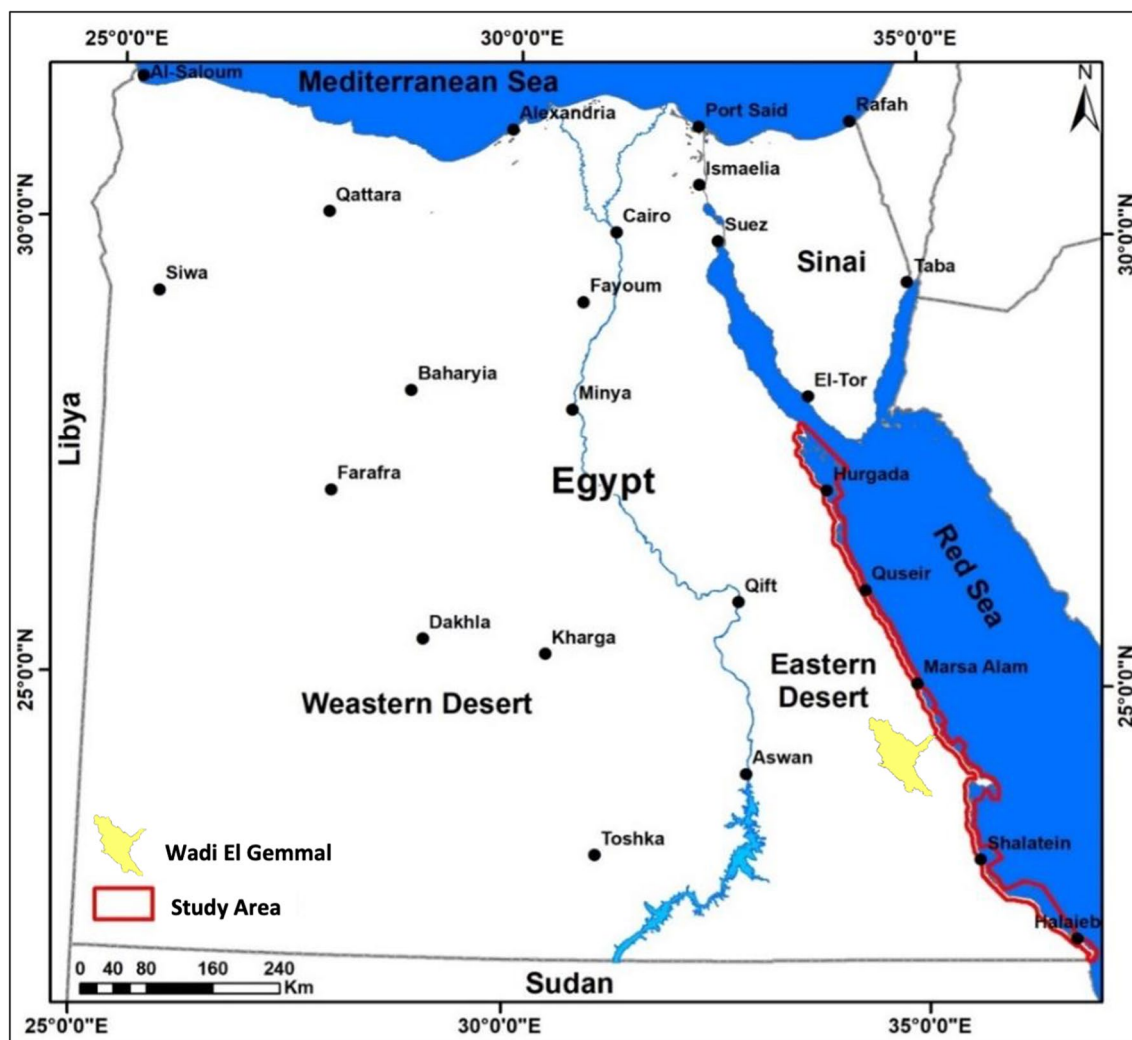 25°0'0"E
30°0'0"E
35°0'0"E
Al-Saloum
Mediterranean Sea
N
Alexandria
Port Said
Rafah
Ismaelia
Qattara
30°0'0"N
Cairo
Suez
30°0'0"N
Sinai
Siwa
Taba
Fayoum
Baharyia
El-Tor
Minya
Libya
Farafra
Egypt
Hurgada
Red Sea
Quseir
Qift
Dakhla
Kharga
25°0'0"N
Eastern
Desert
Marsa Alam
25°0'0"N
Weastern Desert
Aswan
Toshka
Shalatein
Wadi El Gemmal
Study Area
Halaieb
0 40 80 160 240
Km
Sudan
25°0'0"E
30°0'0"E
35°0'0"E